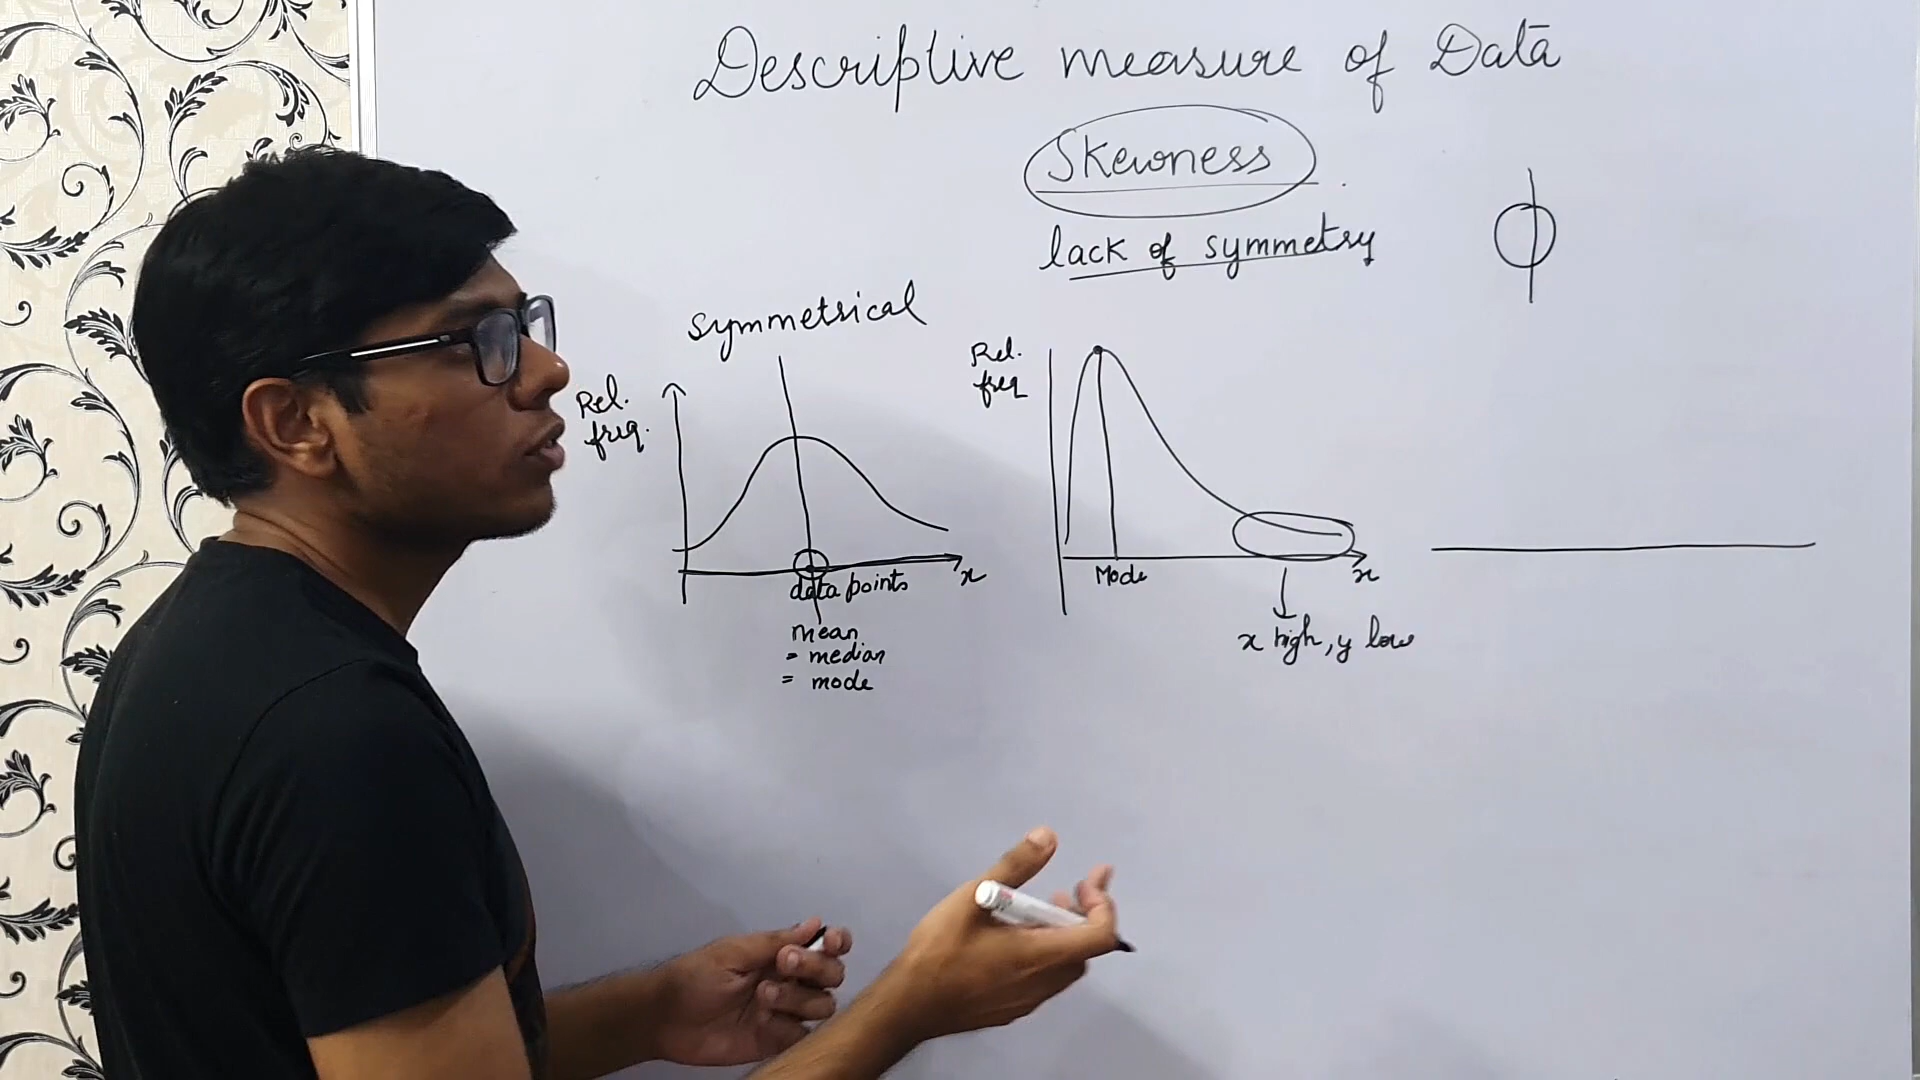 Descriptive measure of Data
Skewness
lack of symmetry
symmetrical
Rel.
freq.
data points
x
mean
= median
= mode
Rel.
freq
Mode
x
x high, y low